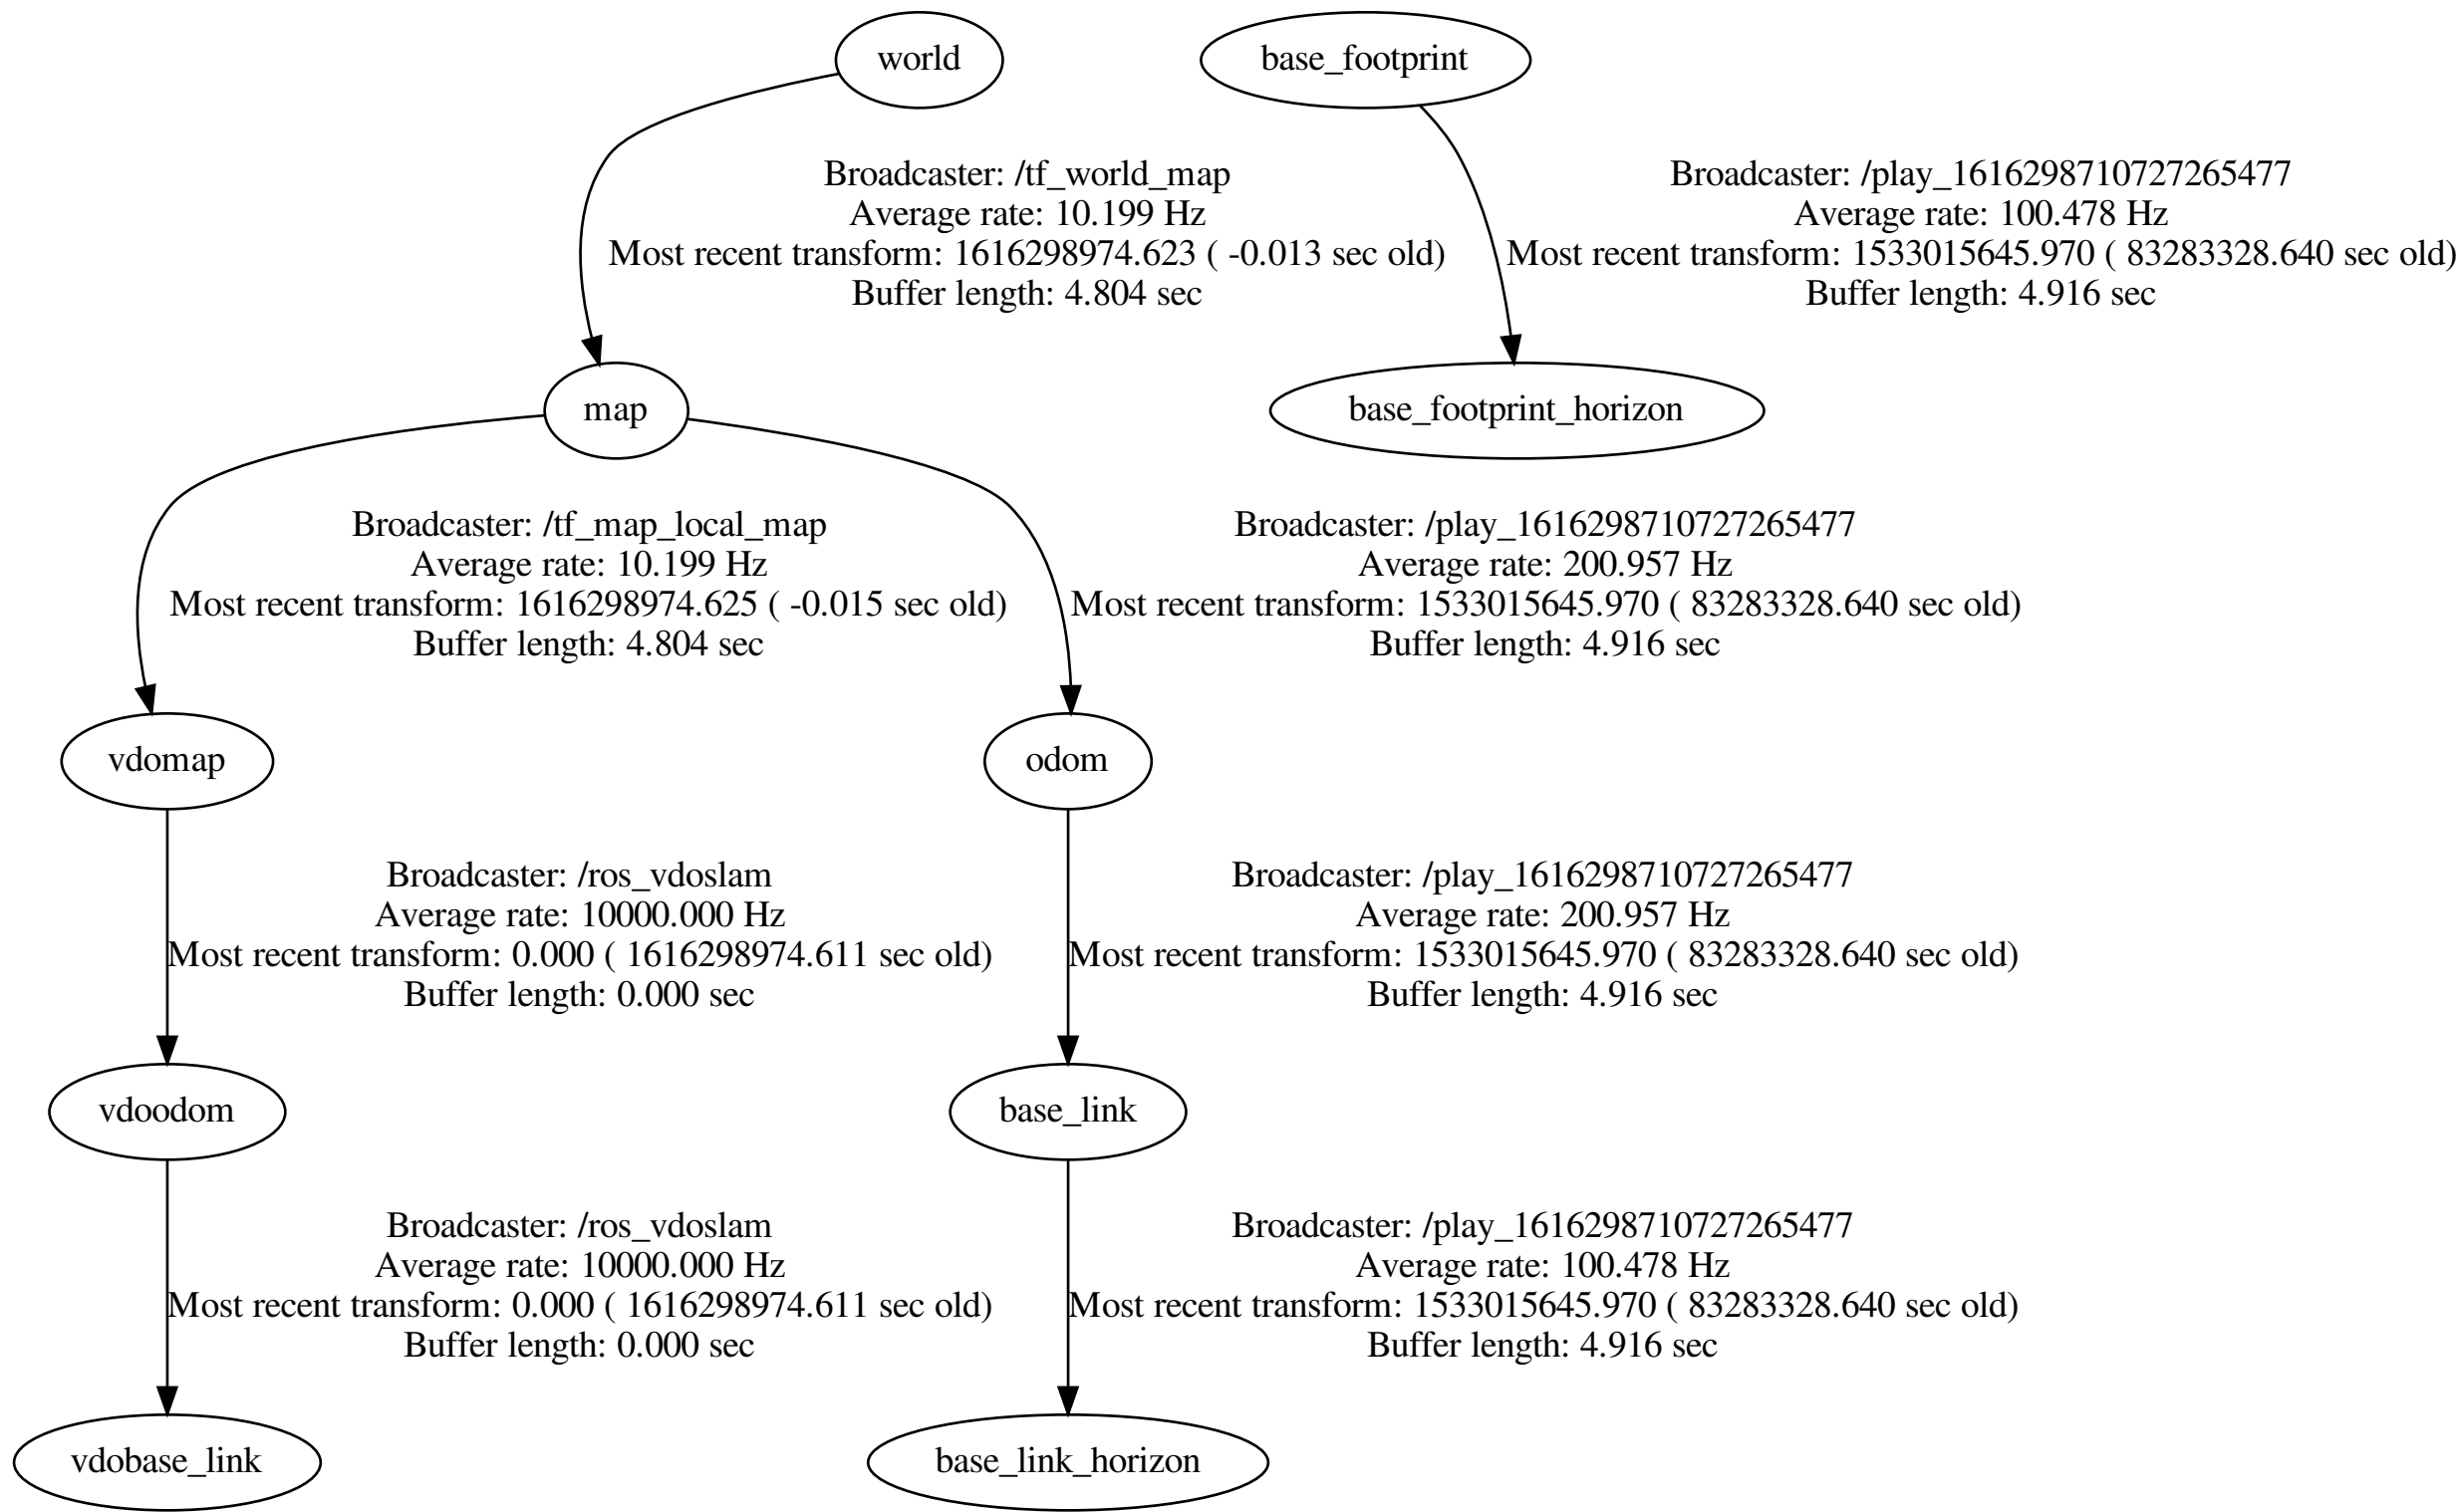 world
base_footprint
Broadcaster: /tf_world_map
Average rate: 10.199 Hz
Most recent transform: 1616298974.623 ( -0.013 sec old)
Buffer length: 4.804 sec
Broadcaster: /play_1616298710727265477
Average rate: 100.478 Hz
Most recent transform: 1533015645.970 ( 83283328.640 sec old)
Buffer length: 4.916 sec
map
base_footprint_horizon
Broadcaster: /tf_map_local_map
Average rate: 10.199 Hz
Most recent transform: 1616298974.625 ( -0.015 sec old)
Buffer length: 4.804 sec
Broadcaster: /play_1616298710727265477
Average rate: 200.957 Hz
Most recent transform: 1533015645.970 ( 83283328.640 sec old)
Buffer length: 4.916 sec
vdomap
odom
Broadcaster: /ros_vdoslam
Average rate: 10000.000 Hz
Most recent transform: 0.000 ( 1616298974.611 sec old)
Buffer length: 0.000 sec
Broadcaster: /play_1616298710727265477
Average rate: 200.957 Hz
Most recent transform: 1533015645.970 ( 83283328.640 sec old)
Buffer length: 4.916 sec
vdoodom
base_link
Broadcaster: /ros_vdoslam
Average rate: 10000.000 Hz
Most recent transform: 0.000 ( 1616298974.611 sec old)
Buffer length: 0.000 sec
Broadcaster: /play_1616298710727265477
Average rate: 100.478 Hz
Most recent transform: 1533015645.970 ( 83283328.640 sec old)
Buffer length: 4.916 sec
vdobase_link
base_link_horizon